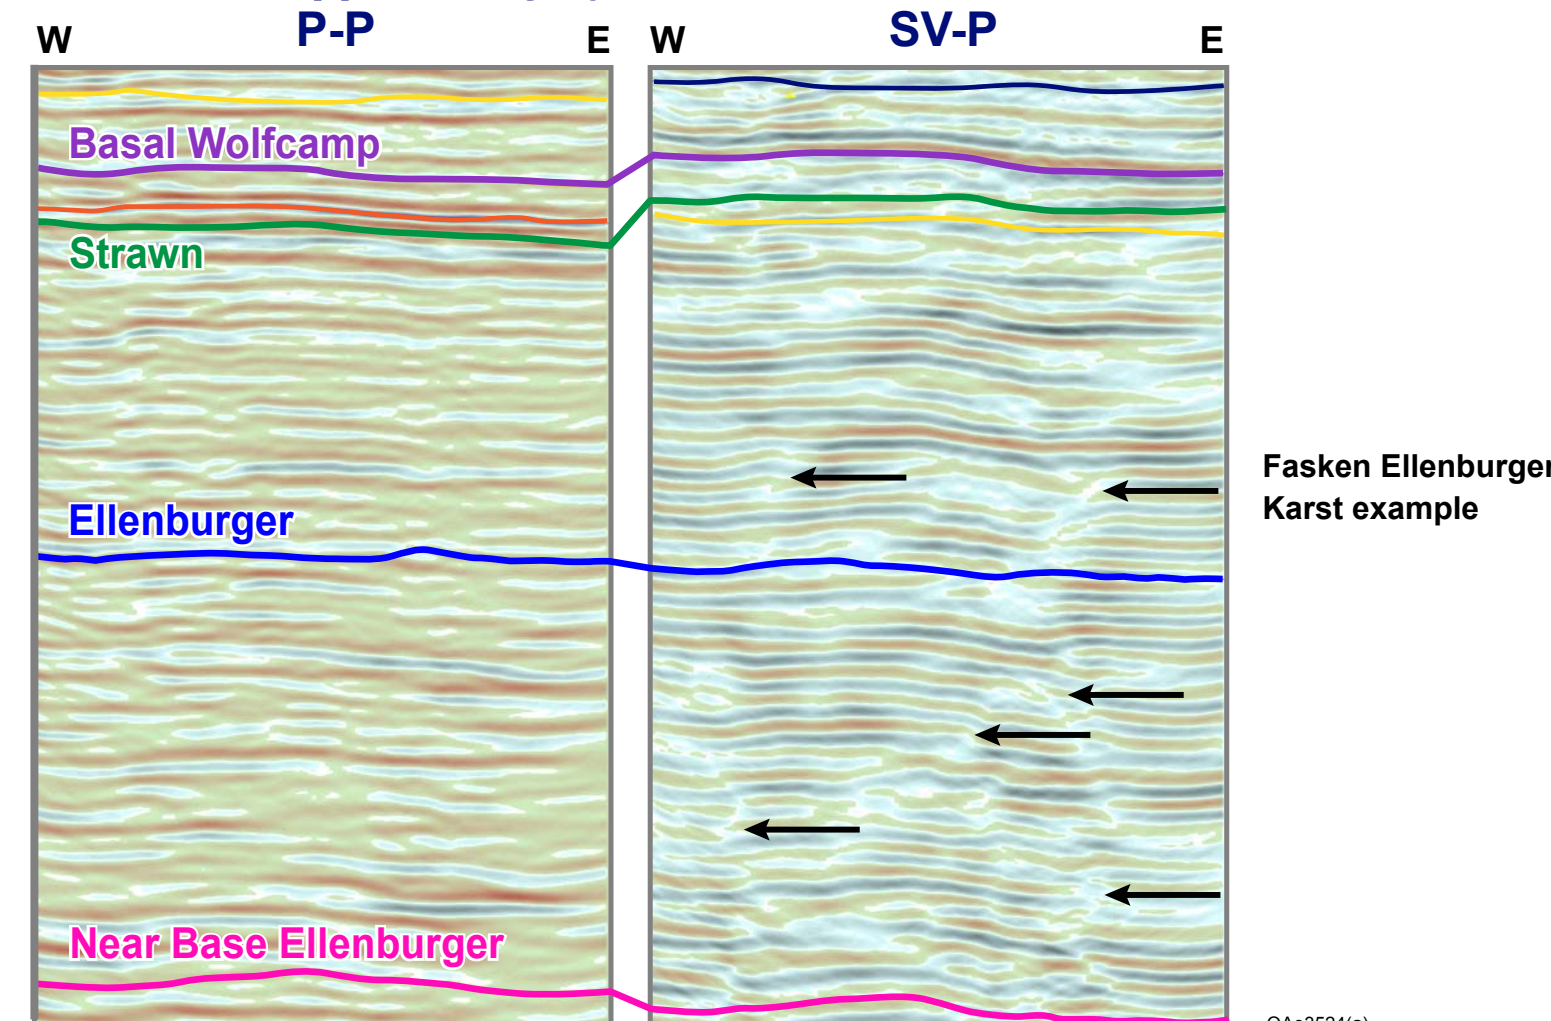 P-P
SV-P
W
E
W
E
Basal Wolfcamp
Strawn
Ellenburger
Near Base Ellenburger
Fasken Ellenburger
Karst example